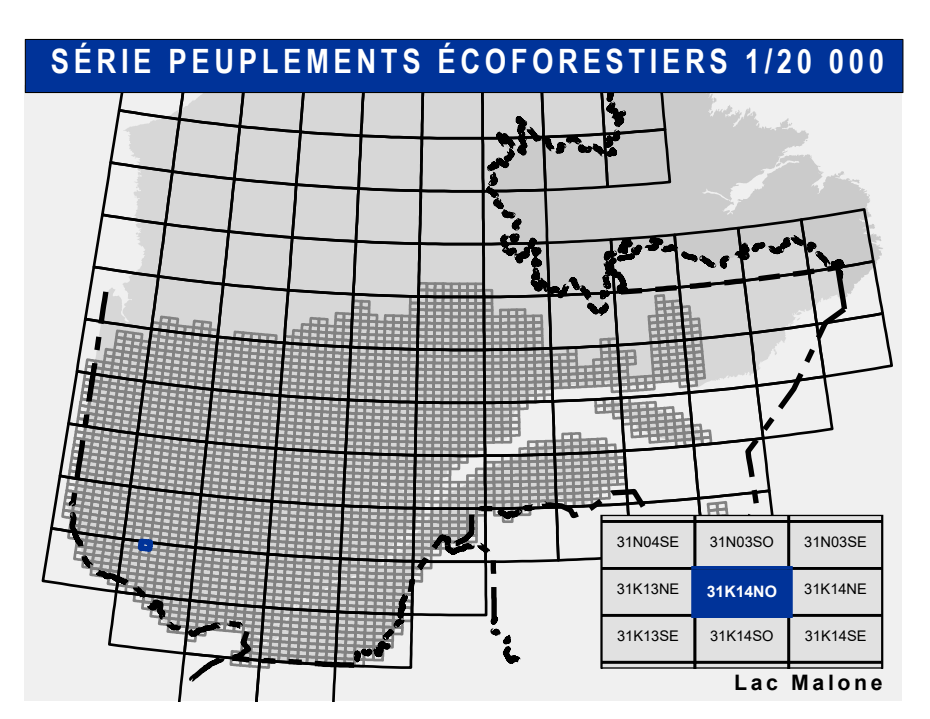 SÉRIE PEUPLEMENTS ÉCOFORESTIERS 1/20 000
31N04SE 31N03SO 31N03SE
31K13NE 31K14NO 31K14NE
31K13SE 31K14SO 31K14SE
Lac Malone